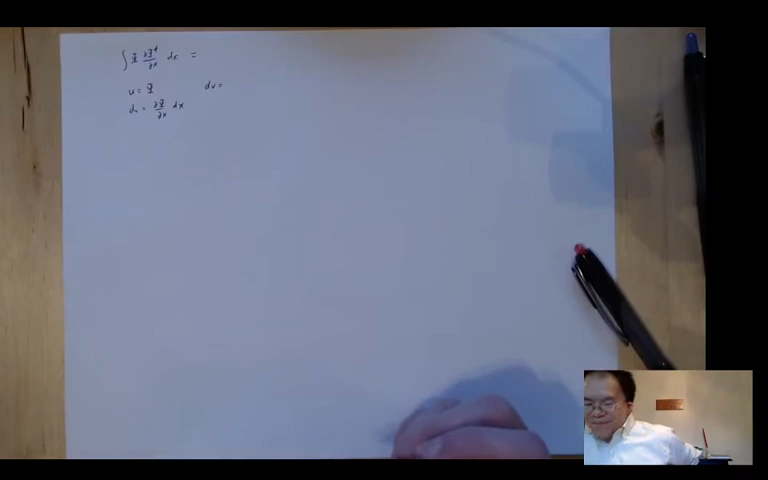 ∫ Ψ ∂Ψ*/∂x dx =
u = Ψ dv =
du = ∂Ψ/∂x dx